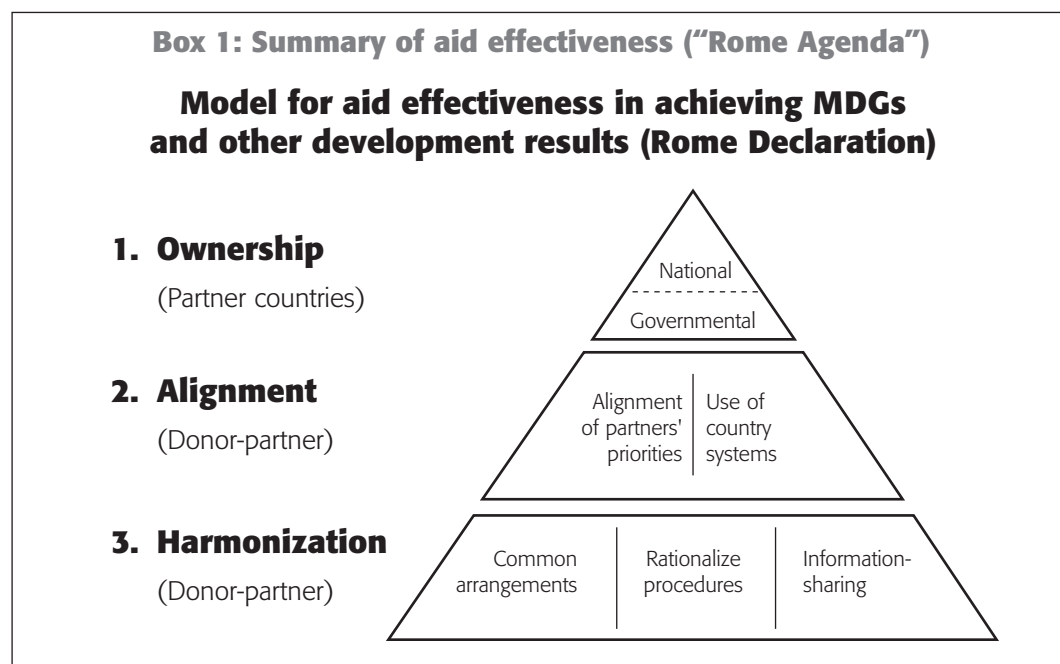 Box 1: Summary of aid effectiveness (“Rome Agenda”)
Model for aid effectiveness in achieving MDGs
and other development results (Rome Declaration)
1. Ownership
(Partner countries)
National
Governmental
2. Alignment
(Donor-partner)
Alignment
of partners'
priorities
Use of
country
systems
3. Harmonization
(Donor-partner)
Common
arrangements
Rationalize
procedures
Information-
sharing